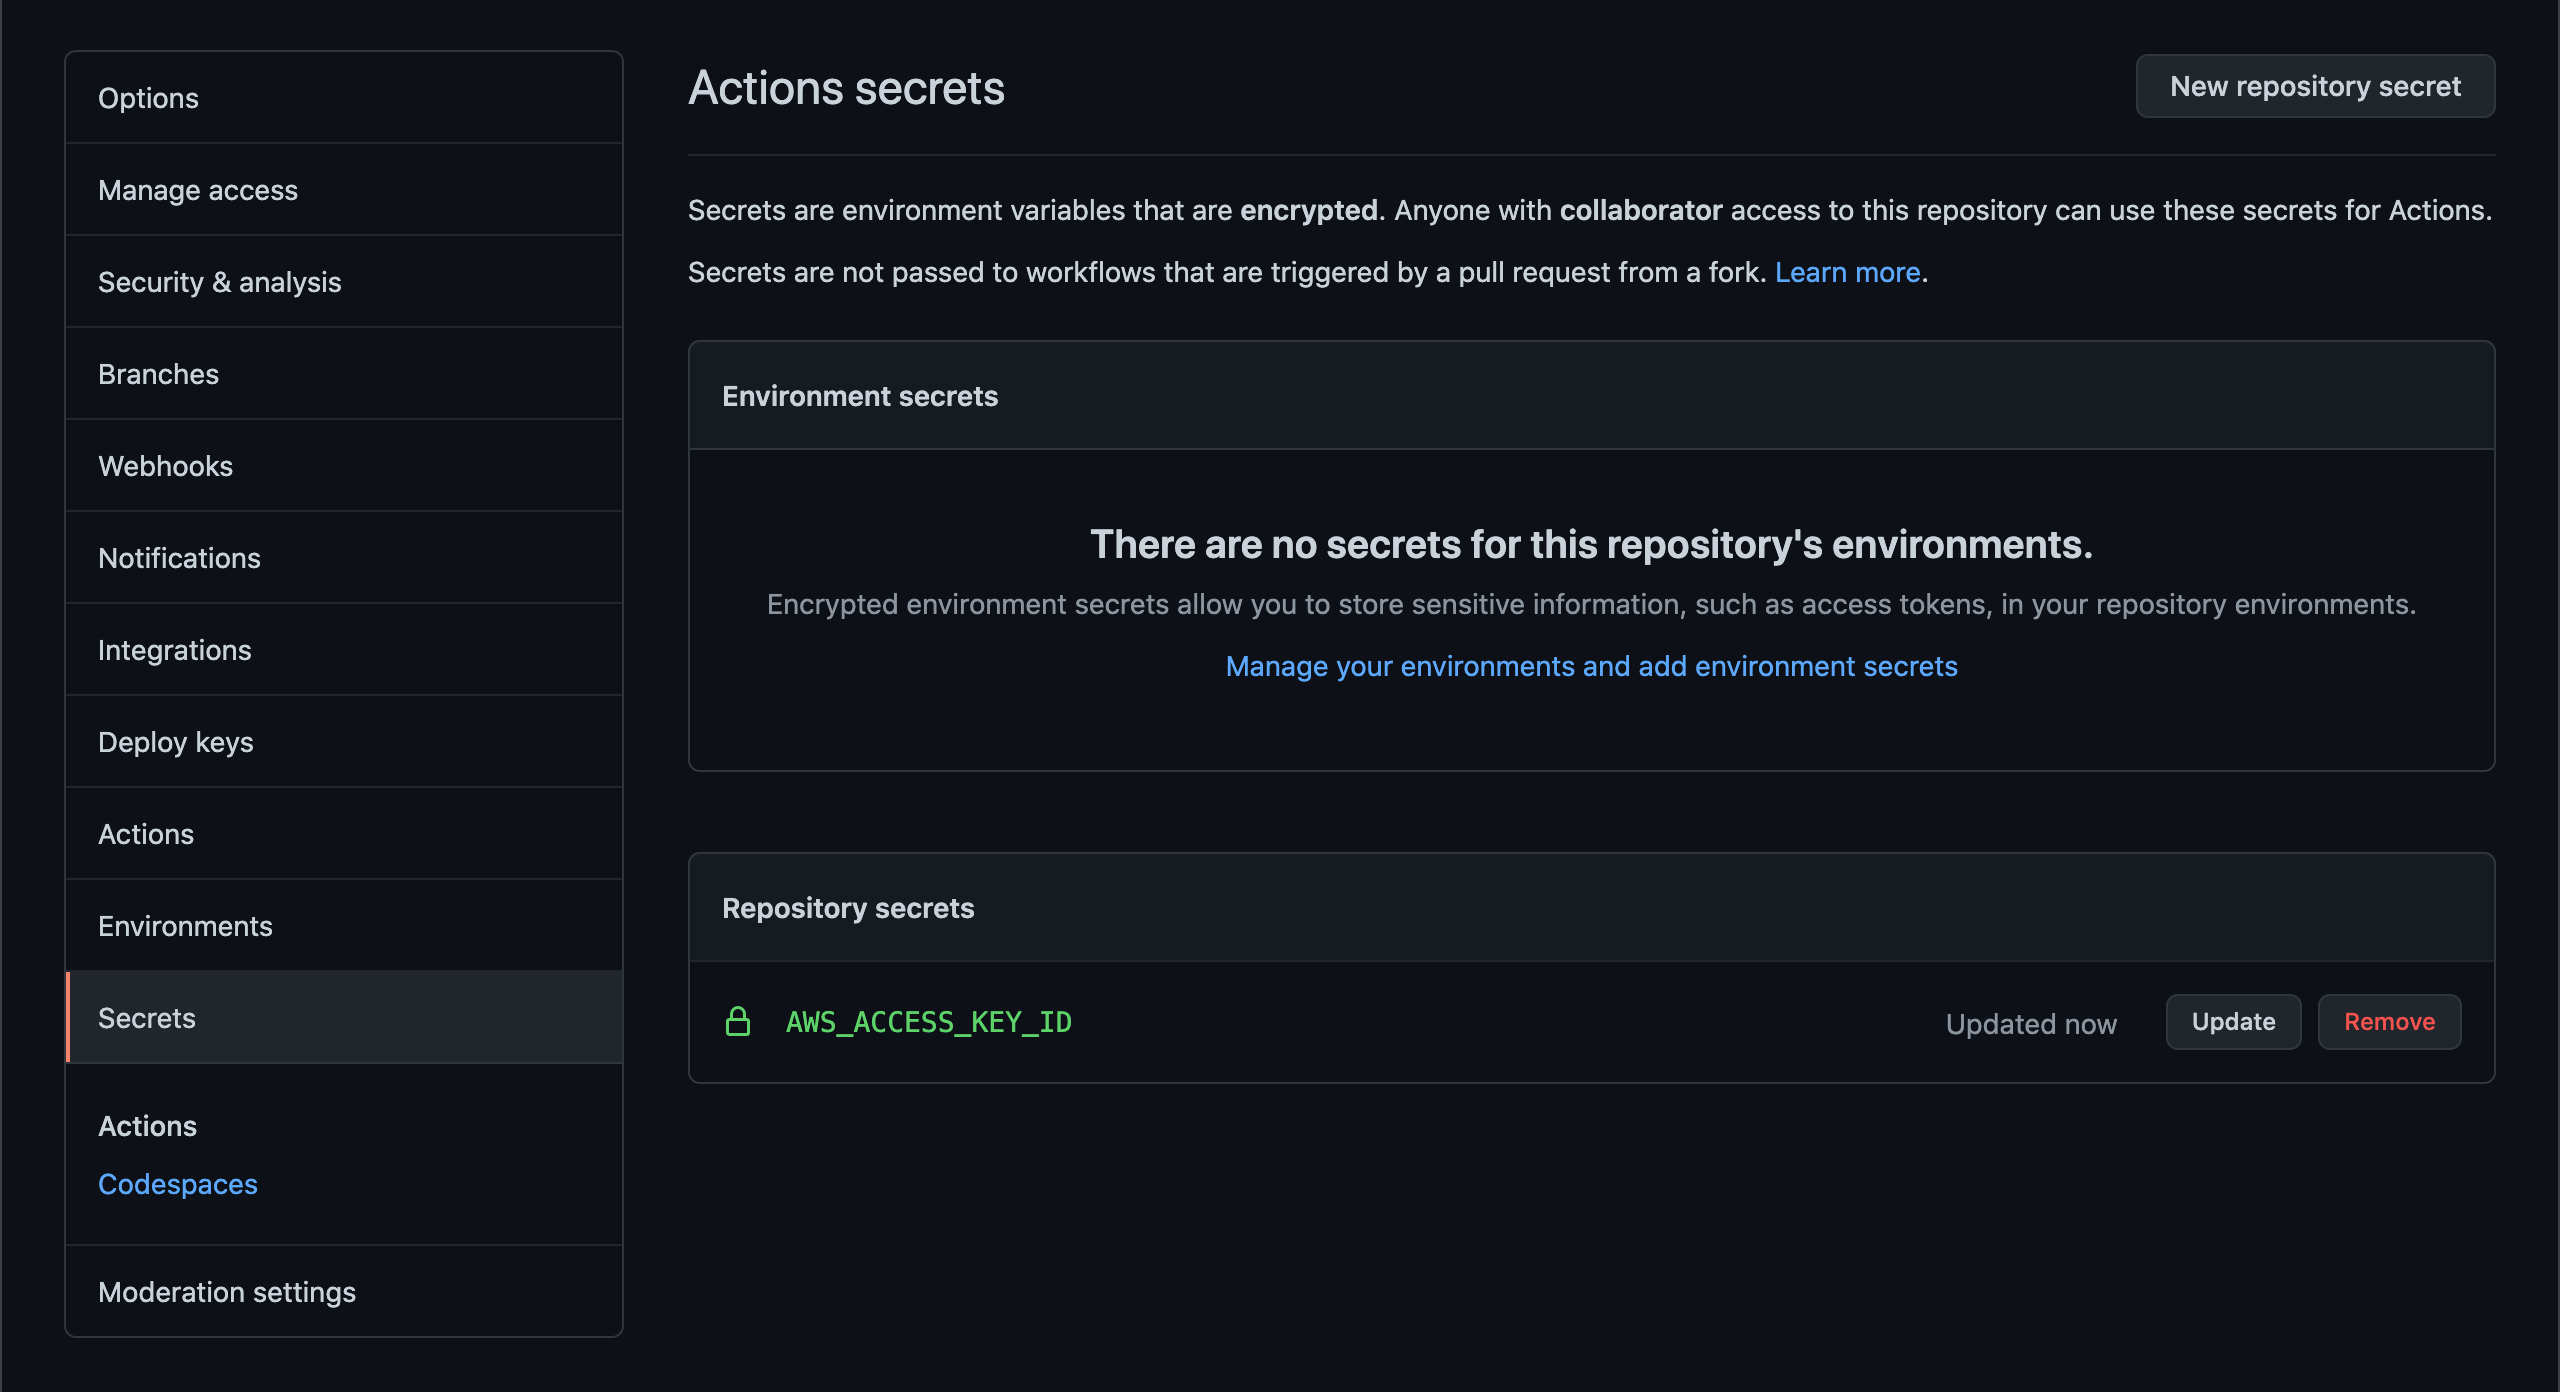 Options
Manage access
Security & analysis
Branches
Webhooks
Notifications
Integrations
Deploy keys
Actions
Environments
Secrets
Actions
Codespaces
Moderation settings
Actions secrets
New repository secret
Secrets are environment variables that are encrypted. Anyone with collaborator access to this repository can use these secrets for Actions.
Secrets are not passed to workflows that are triggered by a pull request from a fork. Learn more.
Environment secrets
There are no secrets for this repository's environments.
Encrypted environment secrets allow you to store sensitive information, such as access tokens, in your repository environments.
Manage your environments and add environment secrets
Repository secrets
AWS_ACCESS_KEY_ID
Updated now
Update
Remove